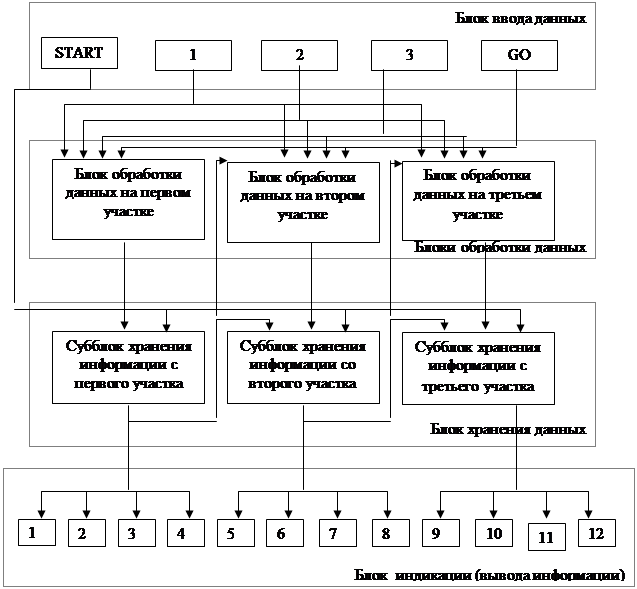 Блок ввода данных
START
1
2
3
GO
Блок обработки
данных на первом
участке
Блок обработки
данных на втором
участке
Блок обработки
данных на третьем
участке
Блоки обработки данных
Субблок хранения
информации с
первого участка
Субблок хранения
информации со
второго участка
Субблок хранения
информации с
третьего участка
Блок хранения данных
1
2
3
4
5
6
7
8
9
10
11
12
Блок индикации (вывода информации)